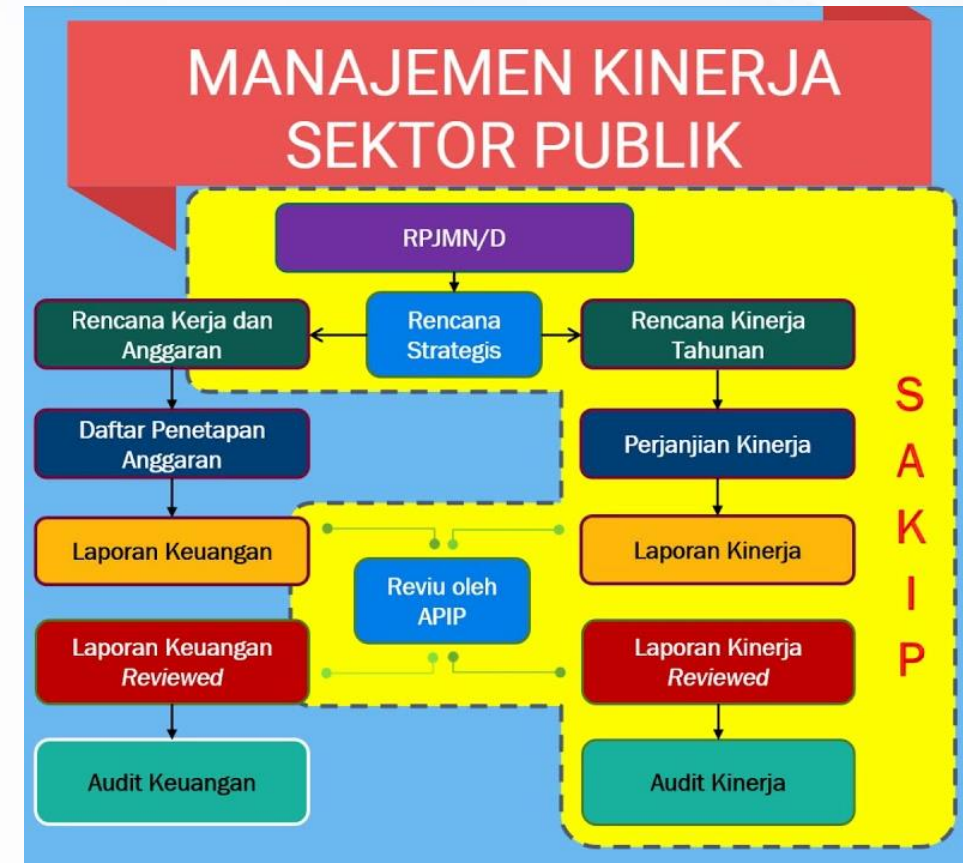 MANAJEMEN KINERJA
SEKTOR PUBLIK
RPJMN/D
Rencana Kerja dan
Anggaran
Rencana
Strategis
Rencana Kinerja
Tahunan
Daftar Penetapan
Anggaran
Perjanjian Kinerja
Laporan Keuangan
Reviu oleh
APIP
Laporan Kinerja
Laporan Keuangan
Reviewed
Laporan Kinerja
Reviewed
Audit Keuangan
Audit Kinerja
S
A
K
I
P